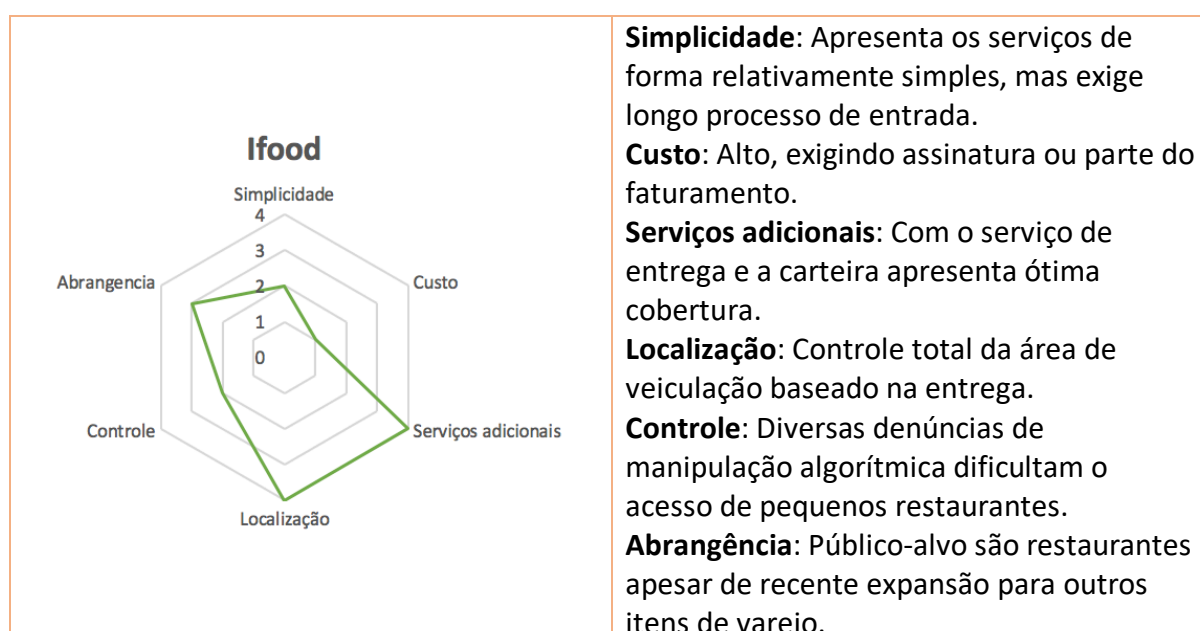 Ifood
Simplicidade
4
3
2
1
0
Abrangencia
Custo
Controle
Serviços adicionais
Localização
Simplicidade: Apresenta os serviços de
forma relativamente simples, mas exige
longo processo de entrada.
Custo: Alto, exigindo assinatura ou parte do
faturamento.
Serviços adicionais: Com o serviço de
entrega e a carteira apresenta ótima
cobertura.
Localização: Controle total da área de
veiculação baseado na entrega.
Controle: Diversas denúncias de
manipulação algorítmica dificultam o
acesso de pequenos restaurantes.
Abrangência: Público-alvo são restaurantes
apesar de recente expansão para outros
itens de varejo.